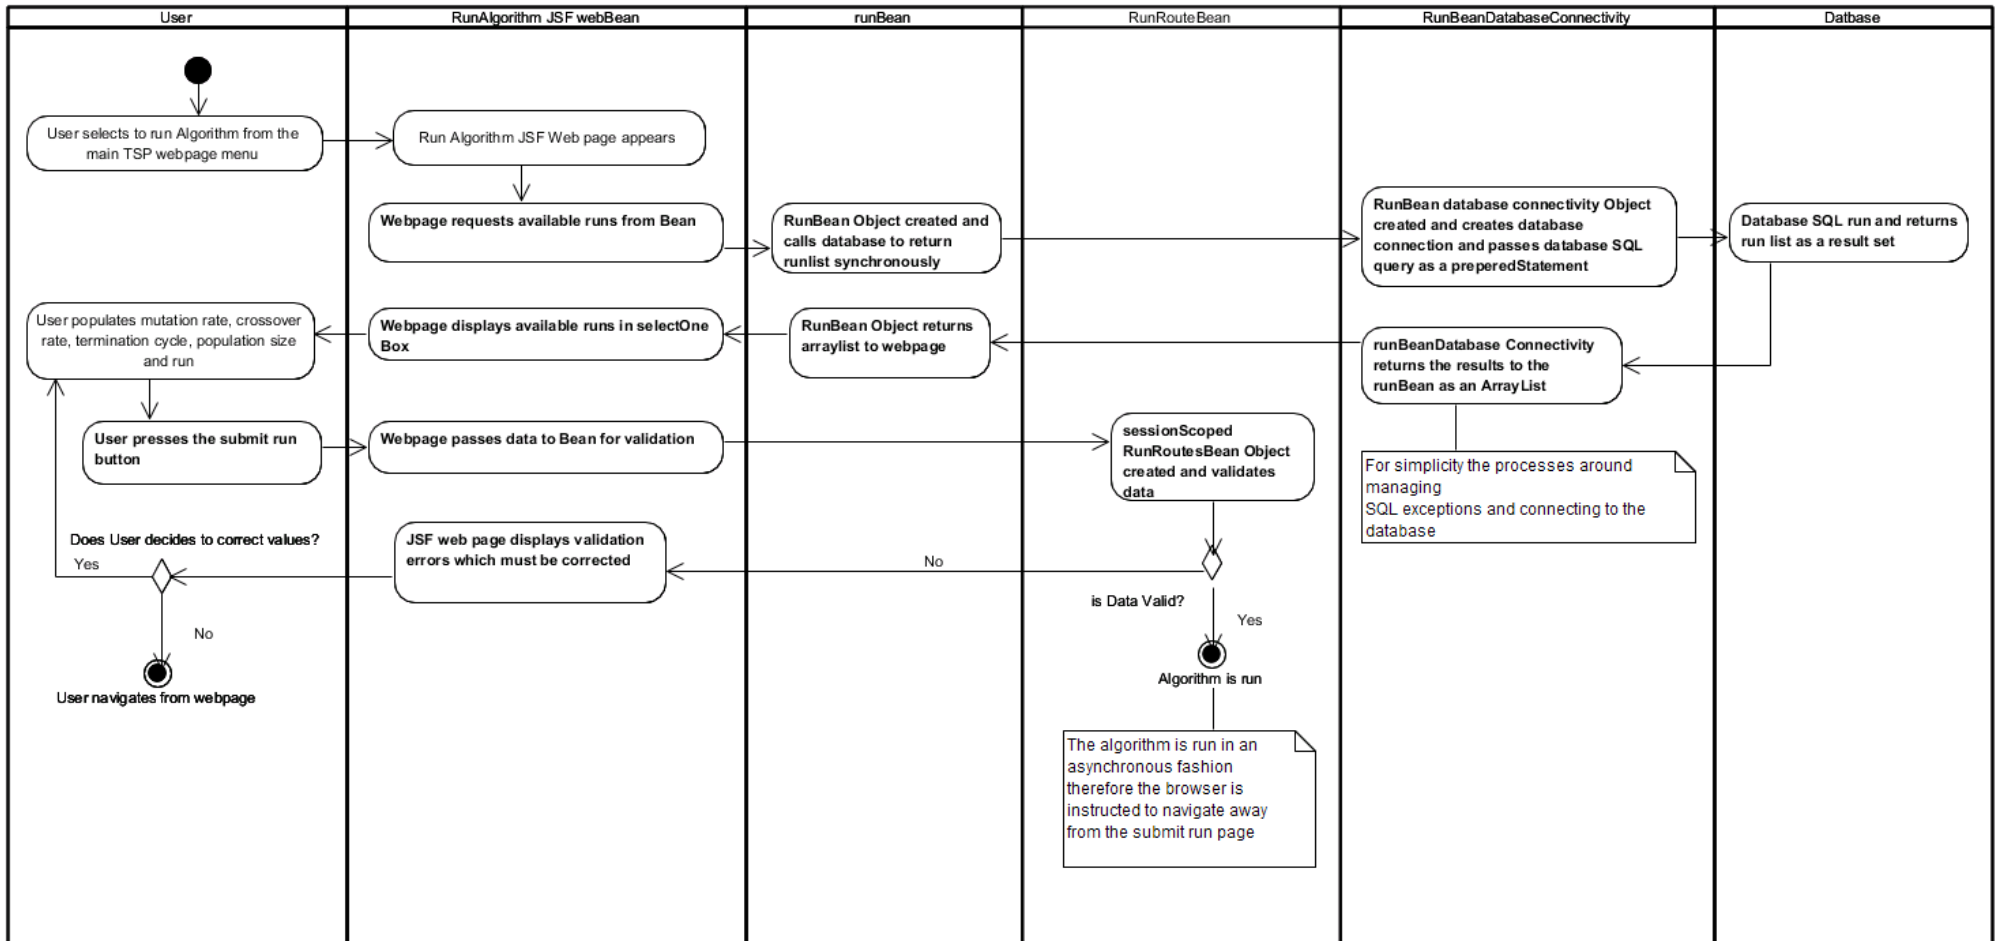 User
RunAlgorithm JSF webBean
runBean
RunRouteBean
RunBeanDatabaseConnectivity
Datbase
User selects to run Algorithm from the
main TSP webpage menu
Run Algorithm JSF Web page appears
Webpage requests available runs from Bean
RunBean Object created and
calls database to return
runlist synchronously
RunBean database connectivity Object
created and creates database
connection and passes database SQL
query as a preperedStatement
Database SQL run and returns
run list as a result set
User populates mutation rate, crossover
rate, termination cycle, population size
and run
Webpage displays available runs in selectOne
Box
RunBean Object returns
arraylist to webpage
runBeanDatabase Connectivity
returns the results to the
runBean as an ArrayList
User presses the submit run
button
Webpage passes data to Bean for validation
sessionScoped
RunRoutesBean Object
created and validates
data
For simplicity the processes around
managing
SQL exceptions and connecting to the
database
Does User decides to correct values?
Yes
JSF web page displays validation
errors which must be corrected
No
is Data Valid?
No
Yes
User navigates from webpage
Algorithm is run
The algorithm is run in an
asynchronous fashion
therefore the browser is
instructed to navigate away
from the submit run page